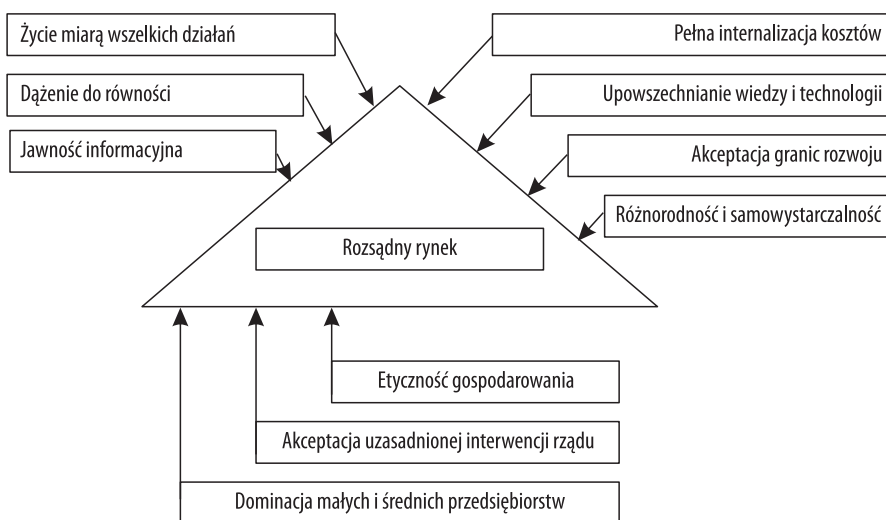 Życie miarą wszelkich działań
Dążenie do równości
Jawność informacyjna
Pełna internalizacja kosztów
Upowszechnianie wiedzy i technologii
Akceptacja granic rozwoju
Różnorodność i samowystarczalność
Rozsądny rynek
Etyczność gospodarowania
Akceptacja uzasadnionej interwencji rządu
Dominacja małych i średnich przedsiębiorstw